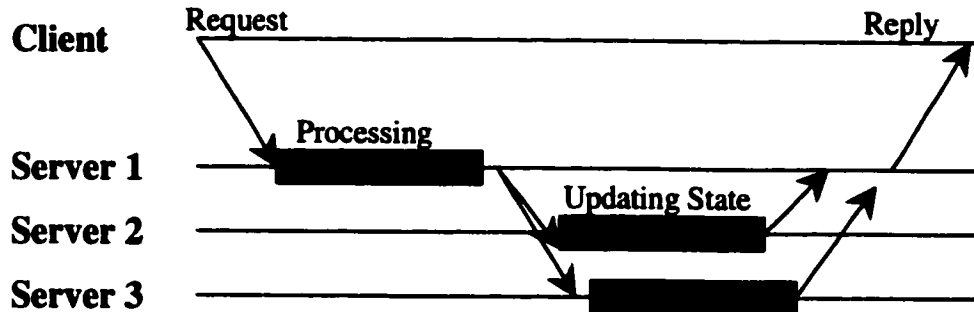 Request
Reply
Client
Processing
Server 1
Updating State
Server 2
Server 3